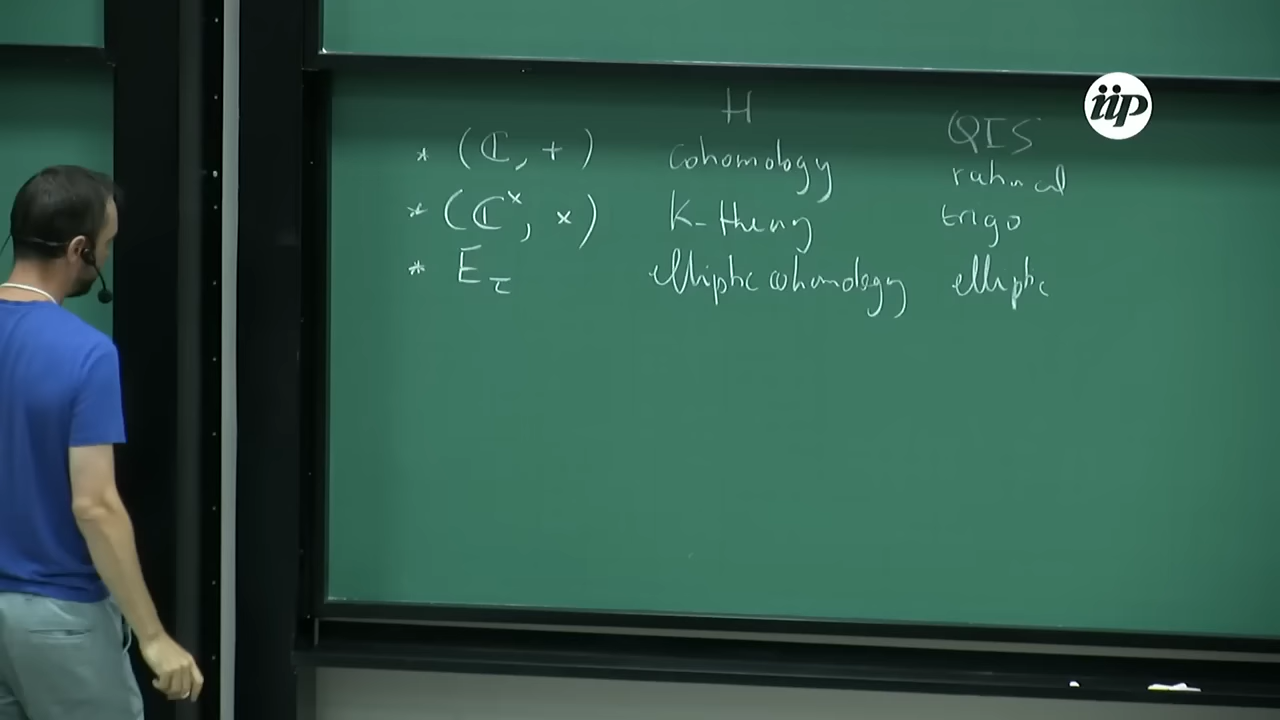 H QIS
* (ℂ, +) cohomology rational
* (ℂ^×, ×) K-theory trigo
* E_τ elliptic cohomology elliptic
iip